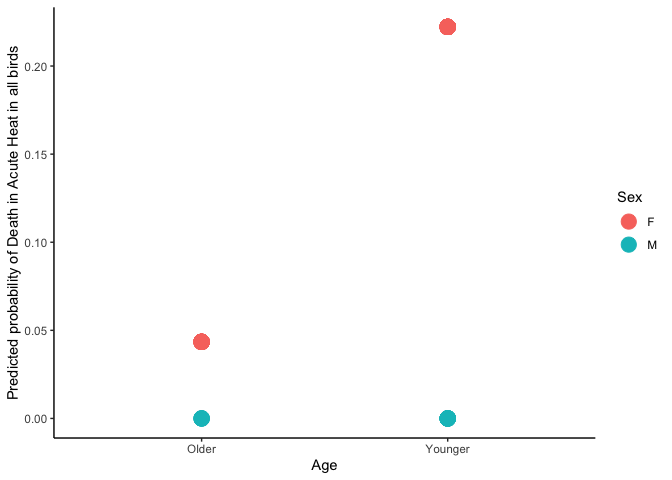 Predicted probability of Death in Acute Heat in all birds
0.20
0.15
0.10
0.05
0.00
Older
Younger
Age
Sex
F
M